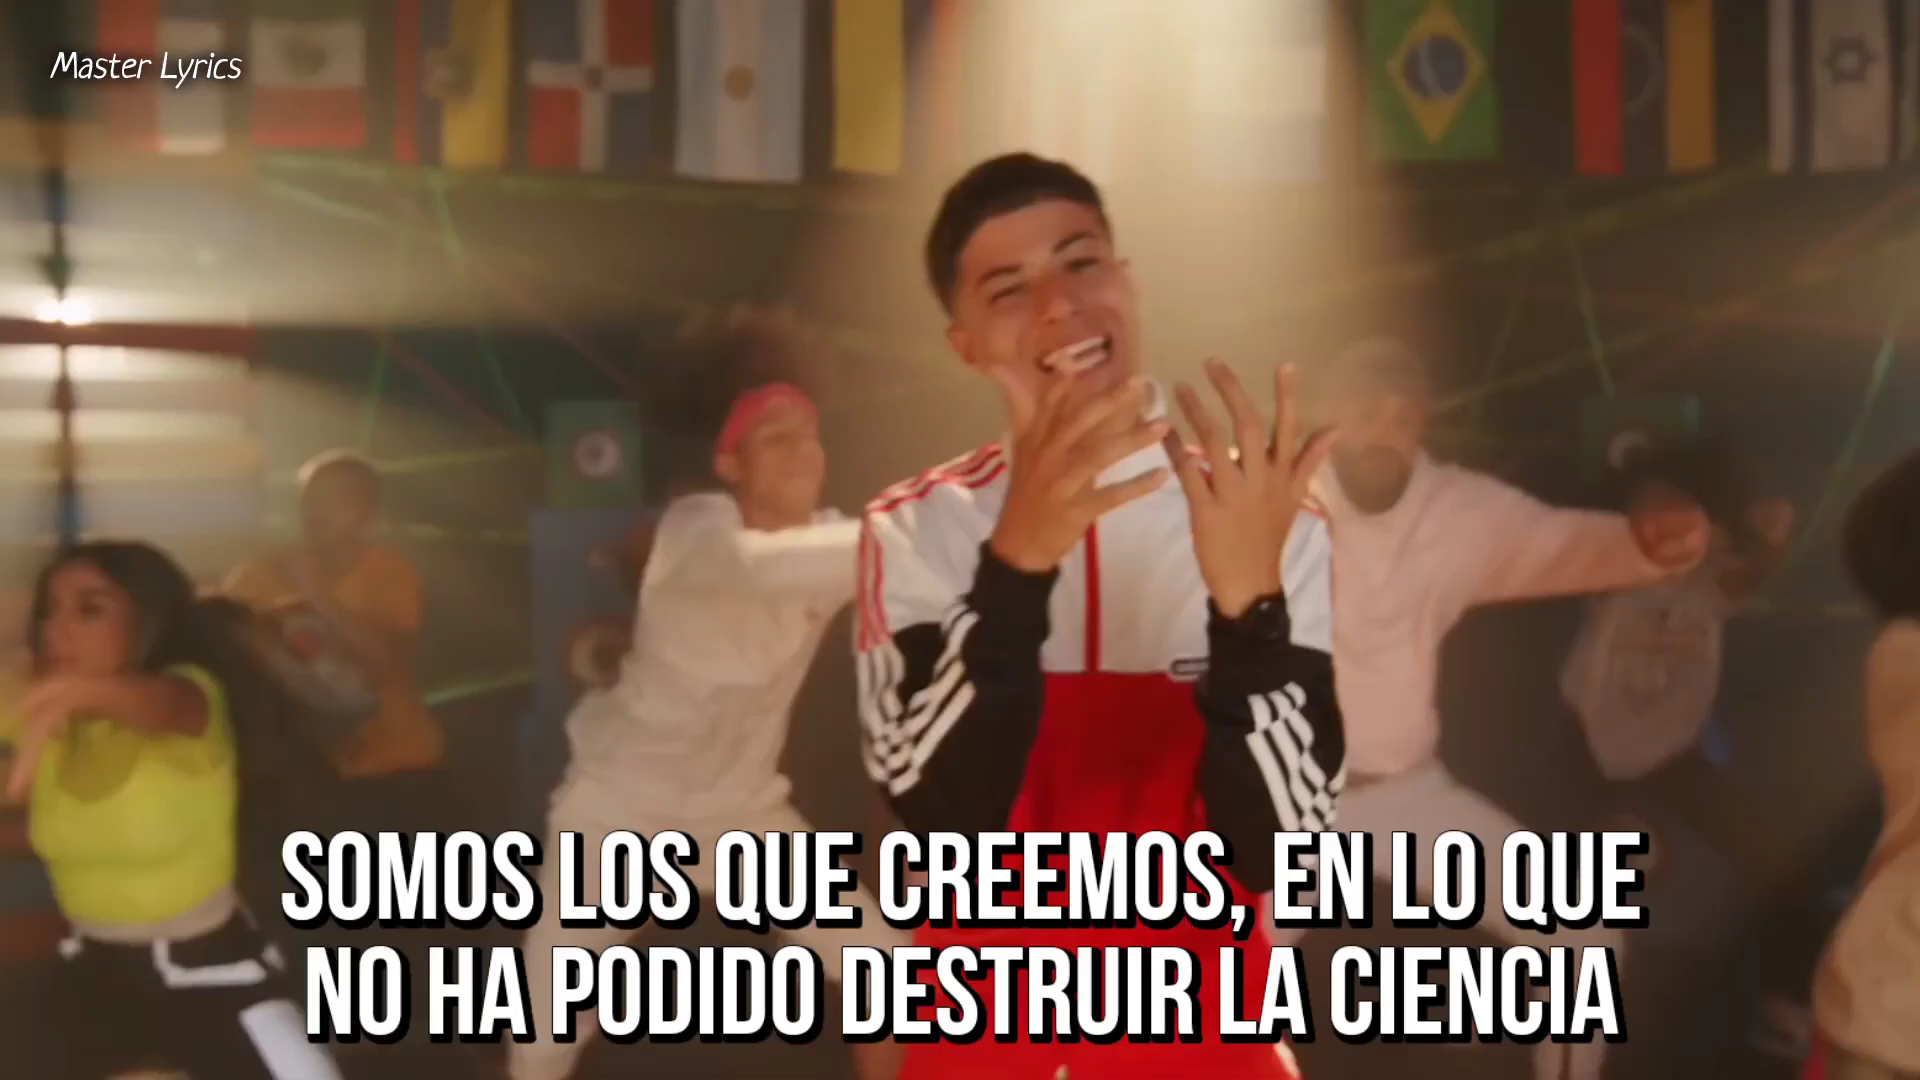 Master Lyrics
SOMOS LOS QUE CREEMOS, EN LO QUE
NO HA PODIDO DESTRUIR LA CIENCIA